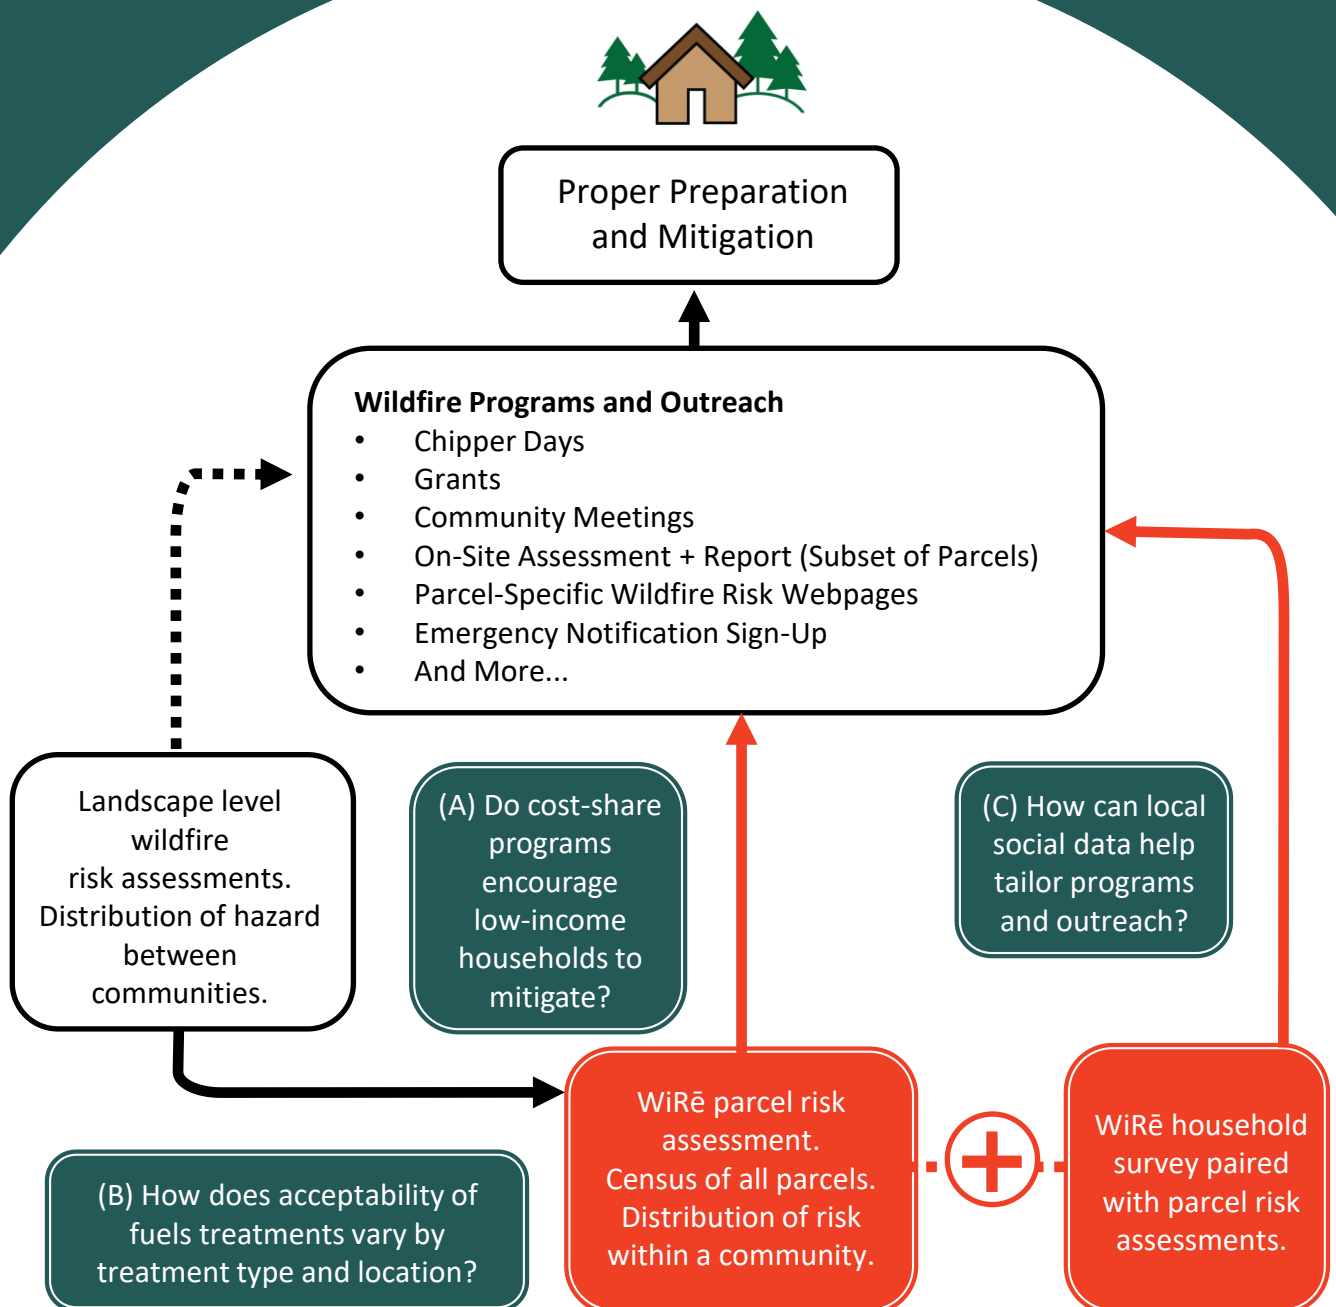 Proper Preparation
and Mitigation
Wildfire Programs and Outreach
• Chipper Days
• Grants
• Community Meetings
• On-Site Assessment + Report (Subset of Parcels)
• Parcel-Specific Wildfire Risk Webpages
• Emergency Notification Sign-Up
• And More...
Landscape level
wildfire
risk assessments.
Distribution of hazard
between
communities.
(A) Do cost-share
programs
encourage
low-income
households to
mitigate?
(C) How can local
social data help
tailor programs
and outreach?
(B) How does acceptability of
fuels treatments vary by
treatment type and location?
WiRē parcel risk
assessment.
Census of all parcels.
Distribution of risk
within a community.
WiRē household
survey paired
with parcel risk
assessments.